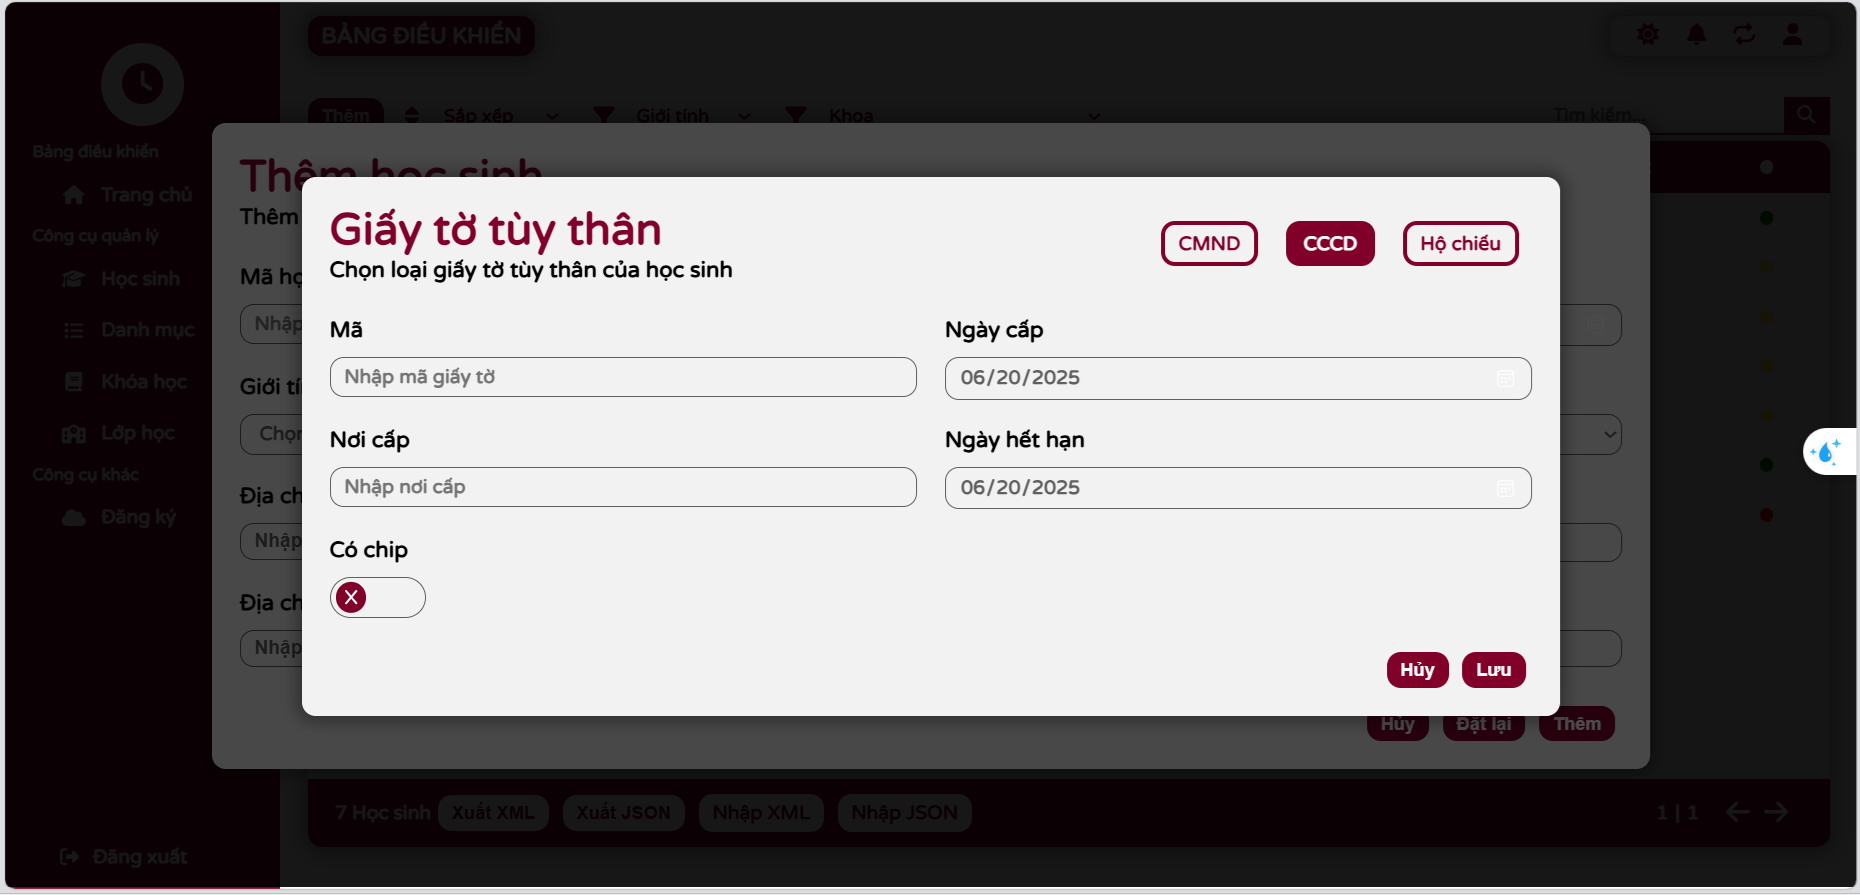 BẢNG ĐIỀU KHIỂN
Thêm
Sắp xếp
Giới tính
Khoa
Tìm kiếm...
Bảng điều khiển
Trang chủ
Công cụ quản lý
Học sinh
Danh mục
Khóa học
Lớp học
Công cụ khác
Đăng ký
Đăng xuất
Thêm học sinh
Thêm
Giấy tờ tùy thân
Chọn loại giấy tờ tùy thân của học sinh
CMND
CCCD
Hộ chiếu
Mã
Nhập mã giấy tờ
Ngày cấp
06/20/2025
Nơi cấp
Nhập nơi cấp
Ngày hết hạn
06/20/2025
Có chip
X
Hủy
Lưu
Mã họ
Nhập
Giới tí
Chọn
Địa ch
Nhập
Địa ch
Nhập
Hủy
Đặt lại
Thêm
7 Học sinh
Xuất XML
Xuất JSON
Nhập XML
Nhập JSON
1 | 1